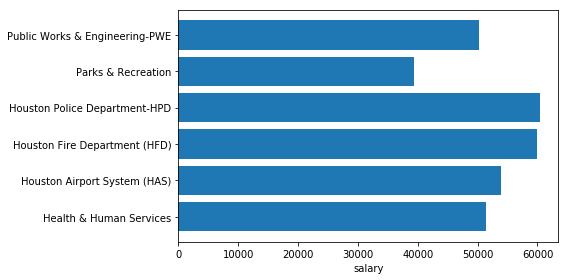 Public Works & Engineering-PWE
Parks & Recreation
Houston Police Department-HPD
Houston Fire Department (HFD)
Houston Airport System (HAS)
Health & Human Services
0 10000 20000 30000 40000 50000 60000
salary